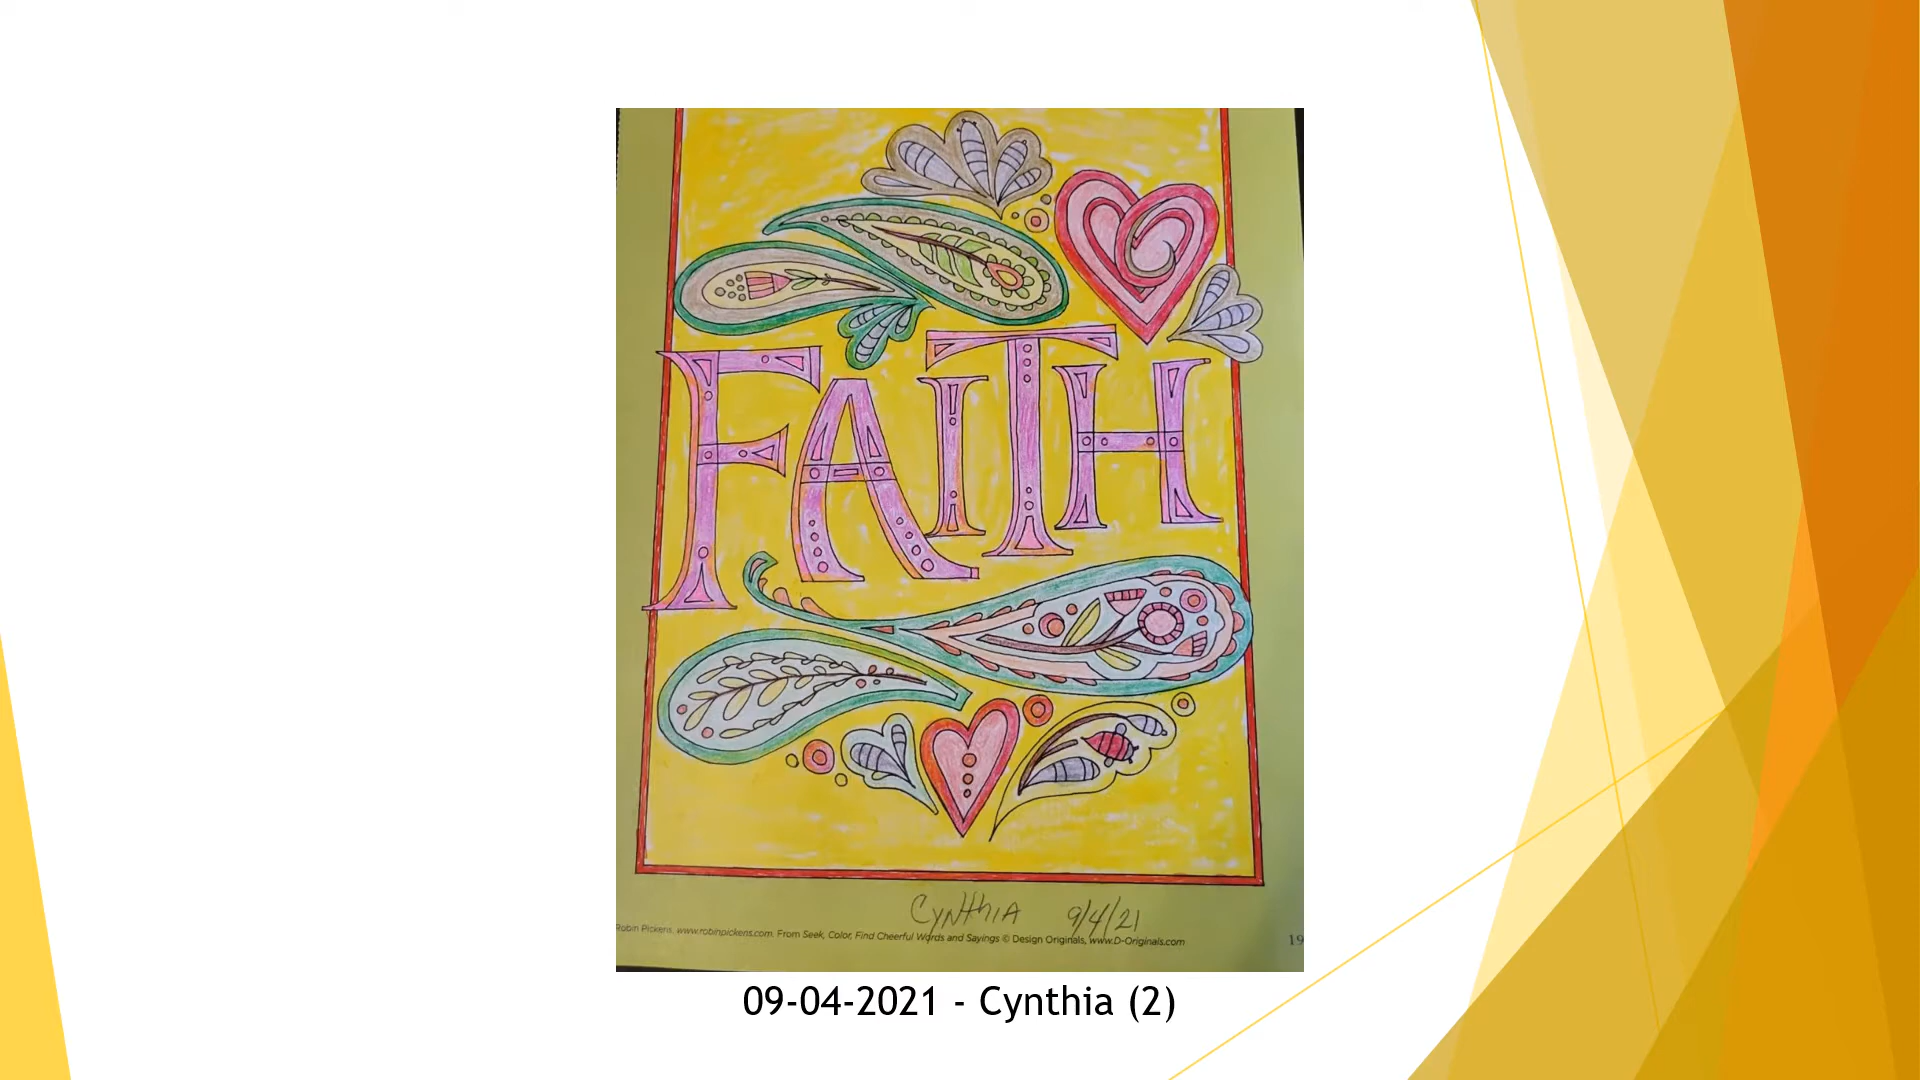 FAITH
CYNTHIA 9/4/21
Robin Pickens, www.robinpickens.com. From Seek, Color, Find Cheerful Words and Sayings © Design Originals, www.D-Originals.com
19
09-04-2021 - Cynthia (2)